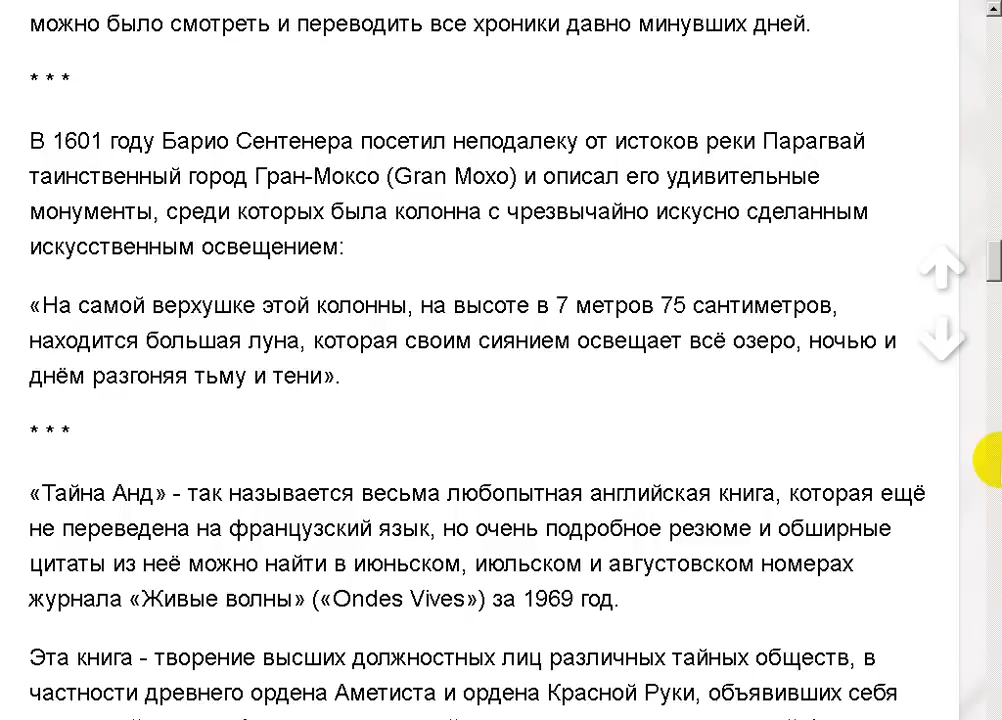 можно было смотреть и переводить все хроники давно минувших дней.
* * *
В 1601 году Барио Сентенера посетил неподалеку от истоков реки Парагвай
таинственный город Гран-Моксо (Gran Moxo) и описал его удивительные
монументы, среди которых была колонна с чрезвычайно искусно сделанным
искусственным освещением:
«На самой верхушке этой колонны, на высоте в 7 метров 75 сантиметров,
находится большая луна, которая своим сиянием освещает всё озеро, ночью и
днём разгоняя тьму и тени».
* * *
«Тайна Анд» - так называется весьма любопытная английская книга, которая ещё
не переведена на французский язык, но очень подробное резюме и обширные
цитаты из неё можно найти в июньском, июльском и августовском номерах
журнала «Живые волны» («Ondes Vives») за 1969 год.
Эта книга - творение высших должностных лиц различных тайных обществ, в
частности древнего ордена Аметиста и ордена Красной Руки, объявивших себя